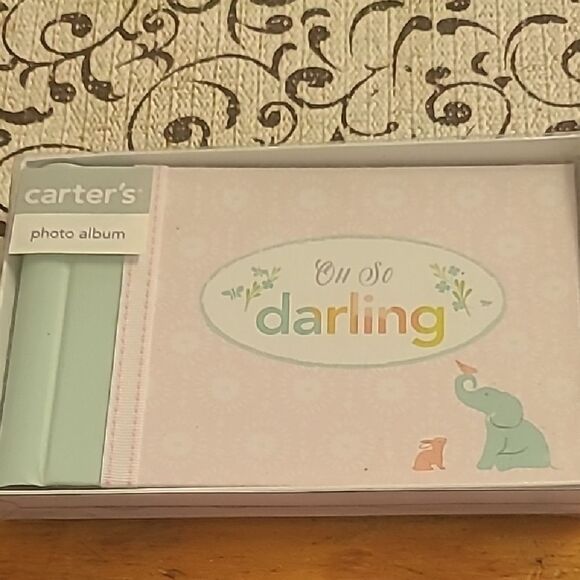 carter's
photo album
Oh So
darling